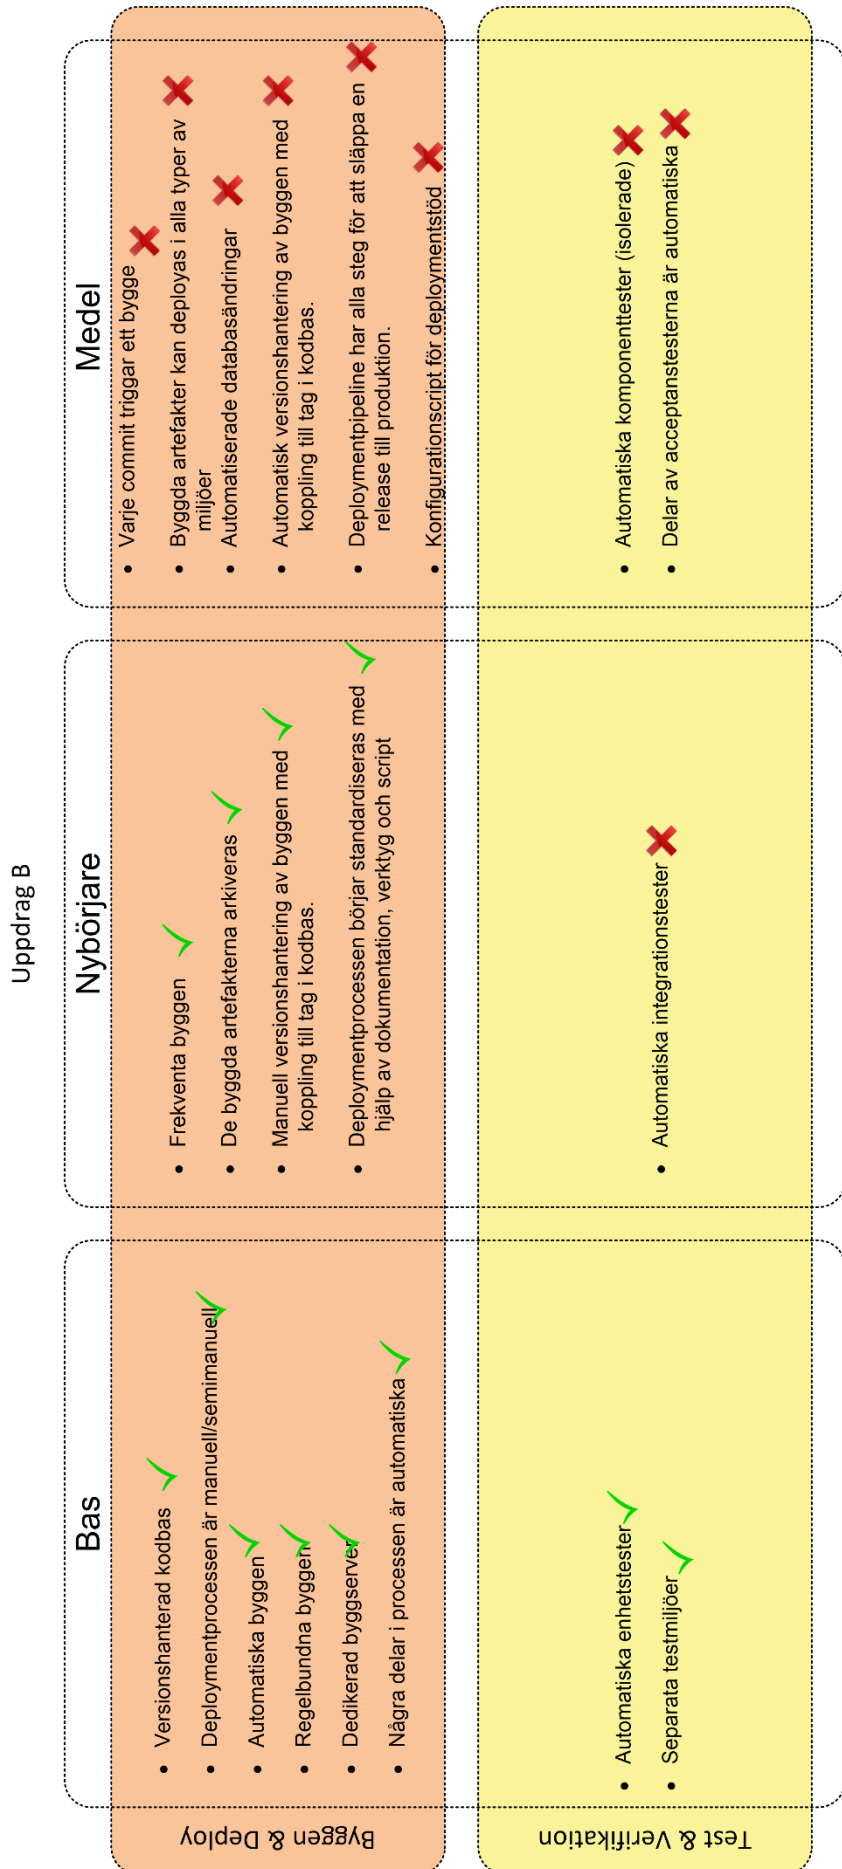 Uppdrag B
Bas
Nybörjare
Medel
Byggen & Deploy
• Versionshanterad kodbas
• Deploymentprocessen är manuell/semimanuell
• Automatiska byggen
• Regelbundna byggen
• Dedikerad byggserver
• Några delar i processen är automatiska
• Frekventa byggen
• De byggda artefakterna arkiveras
• Manuell versionshantering av byggen med
koppling till tag i kodbas.
• Deploymentprocessen börjar standardiseras med
hjälp av dokumentation, verktyg och script
• Varje commit triggar ett bygge
• Byggda artefakter kan deployas i alla typer av
miljöer
• Automatiserade databasändringar
• Automatisk versionshantering av byggen med
koppling till tag i kodbas.
• Deploymentpipeline har alla steg för att släppa en
release till produktion.
• Konfigurationscript för deploymentstöd
Test & Verifikation
• Automatiska enhetstester
• Separata testmiljöer
• Automatiska integrationstester
• Automatiska komponenttester (isolerade)
• Delar av acceptanstesterna är automatiska